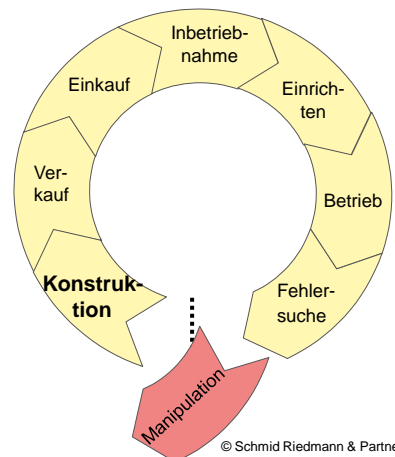 Konstruk-
tion
Ver-
kauf
Einkauf
Inbetrieb-
nahme
Einrich-
ten
Betrieb
Fehler-
suche
Manipulation
© Schmid Riedmann & Partne